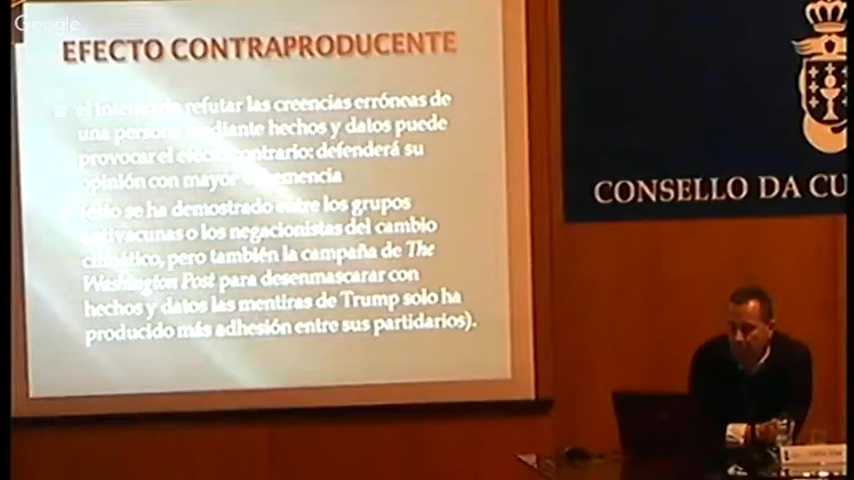 Google
EFECTO CONTRAPRODUCENTE
el intento de refutar las creencias erróneas de
una persona mediante hechos y datos puede
provocar el efecto contrario: defenderá su
opinión con mayor vehemencia
(esto se ha demostrado entre los grupos
antivacunas o los negacionistas del cambio
climático, pero también la campaña de The
Washington Post para desenmascarar con
hechos y datos las mentiras de Trump solo ha
producido más adhesión entre sus partidarios).
CONSELLO DA CU